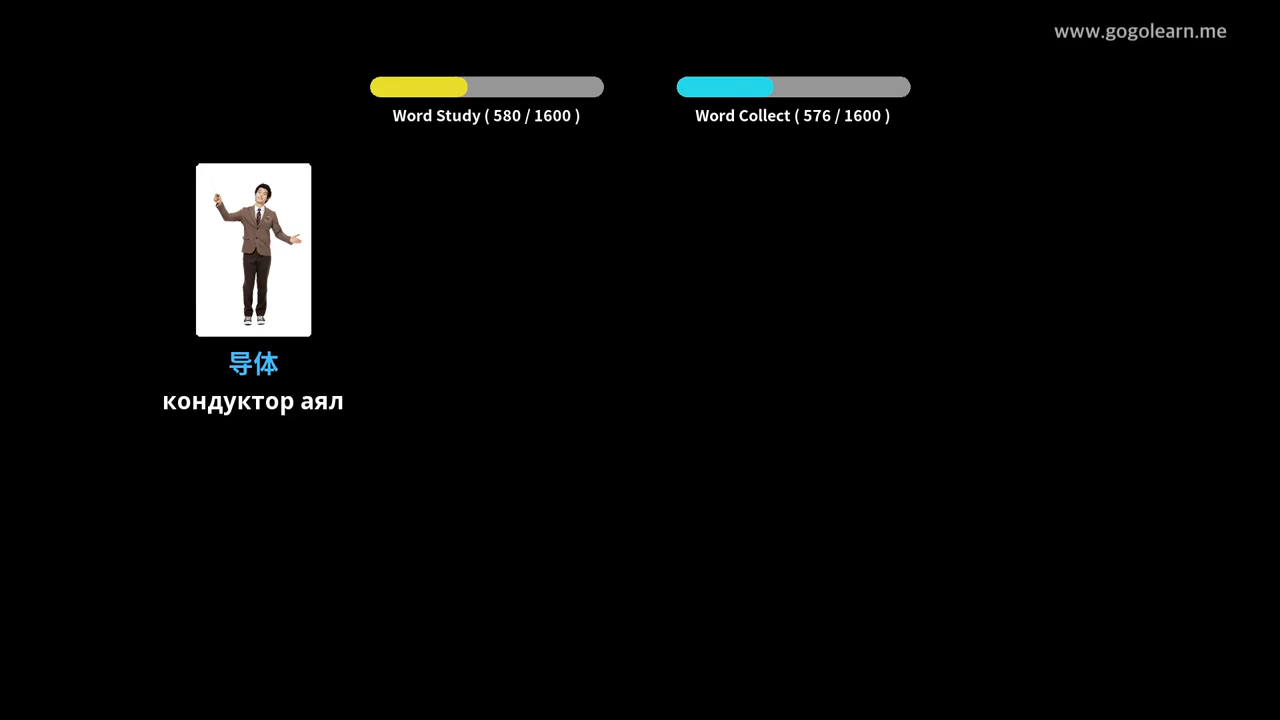 www.gogolearn.me
Word Study ( 580 / 1600 )
Word Collect ( 576 / 1600 )
导体
кондуктор аял